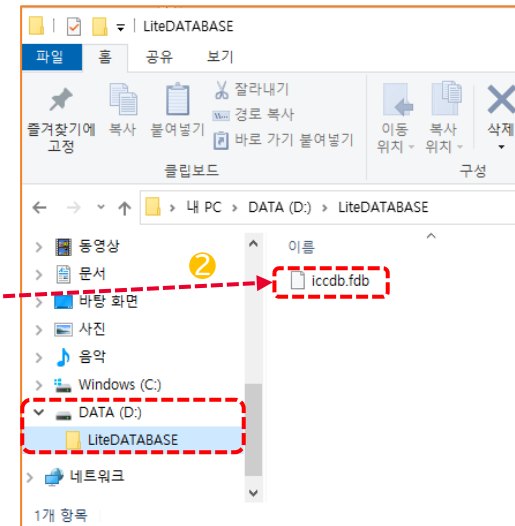 LiteDATABASE
파일 홈 공유 보기
즐겨찾기에 고정
복사
붙여넣기
잘라내기
경로 복사
바로 가기 붙여넣기
이동 위치
복사 위치
삭제
클립보드 구성
내 PC > DATA (D:) > LiteDATABASE
동영상
문서
바탕 화면
사진
음악
Windows (C:)
DATA (D:)
LiteDATABASE
네트워크
이름
2
iccdb.fdb
1개 항목